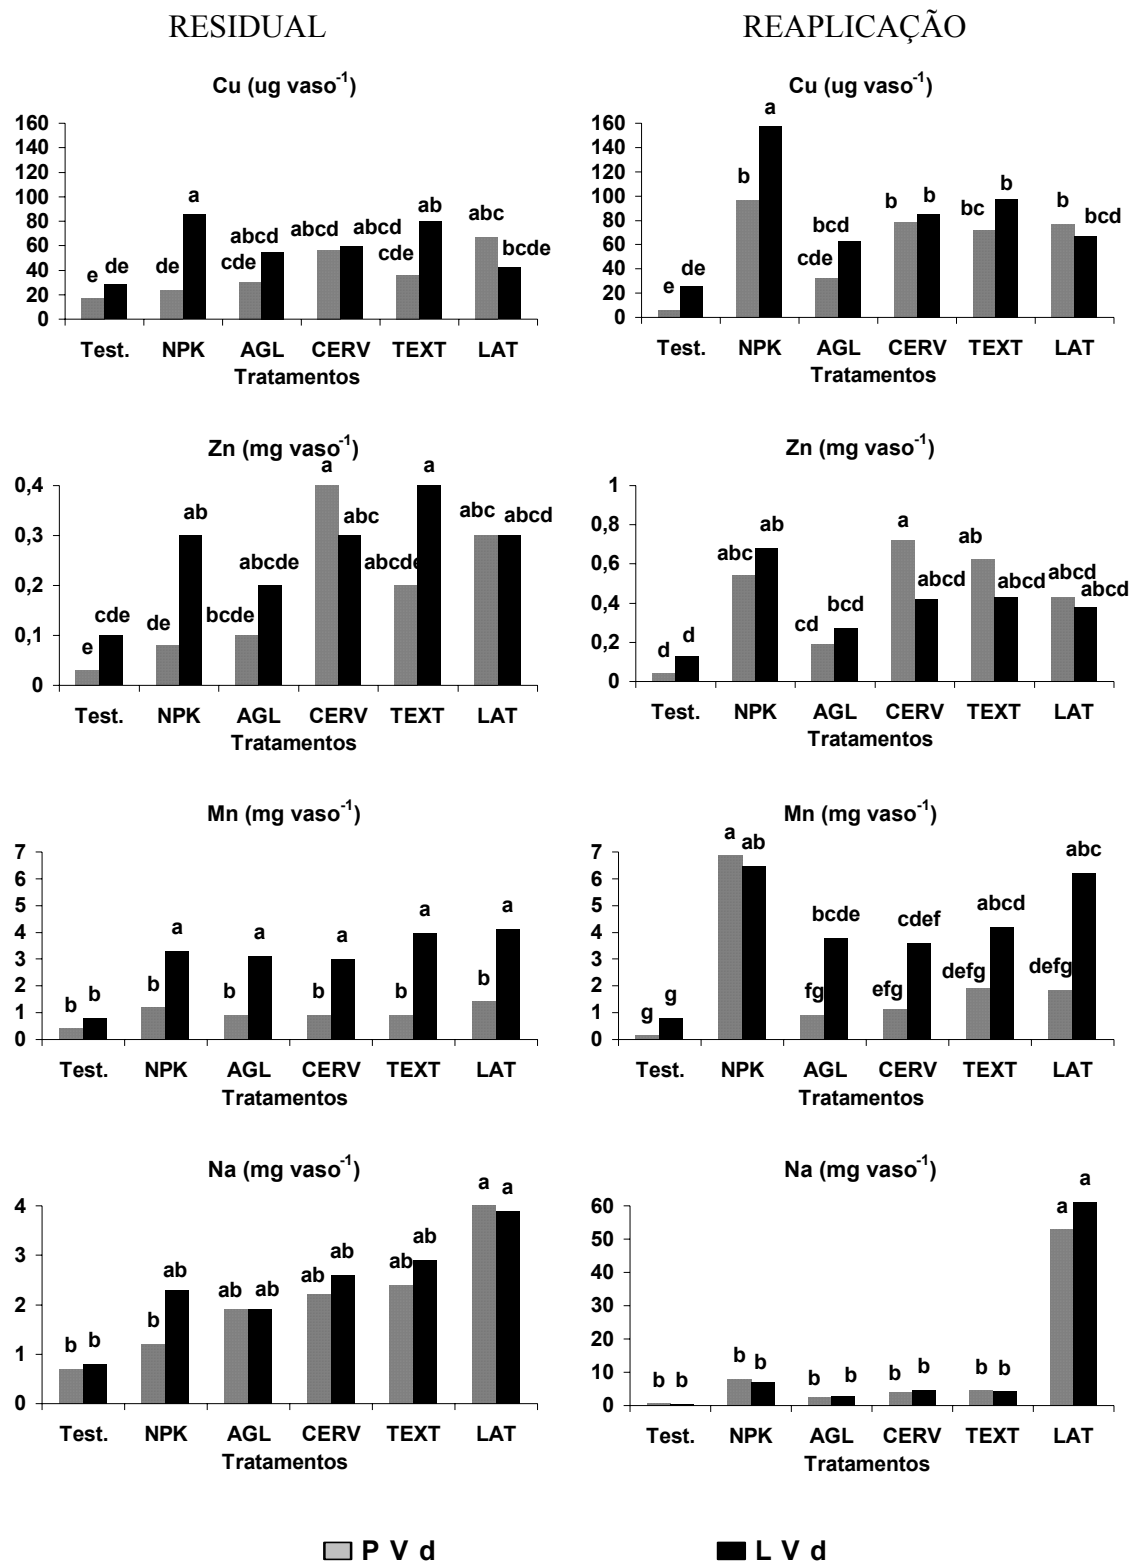 RESIDUAL
REAPLICAÇÃO
Cu (ug vaso-1)
160
140
120
100
80
60
40
20
0
e de de a cde abcd abcd abcd cde ab abc bcde
Test. NPK AGL CERV TEXT LAT
Tratamentos
Cu (ug vaso-1)
160
140
120
100
80
60
40
20
0
e de b a cde bcd b b bc b b bcd
Test. NPK AGL CERV TEXT LAT
Tratamentos
Zn (mg vaso-1)
0,4
0,3
0,2
0,1
0
e cde de ab bcde abcde a abc abcde a abc abcd
Test. NPK AGL CERV TEXT LAT
Tratamentos
Zn (mg vaso-1)
1
0,8
0,6
0,4
0,2
0
d d abc ab cd bcd a abcd ab abcd abcd abcd
Test. NPK AGL CERV TEXT LAT
Tratamentos
Mn (mg vaso-1)
7
6
5
4
3
2
1
0
b b b a b a b a b a b a
Test. NPK AGL CERV TEXT LAT
Tratamentos
Mn (mg vaso-1)
7
6
5
4
3
2
1
0
g g a ab fg bcde efg cdef defg abcd defg abc
Test. NPK AGL CERV TEXT LAT
Tratamentos
Na (mg vaso-1)
4
3
2
1
0
b b b ab ab ab ab ab ab ab a a
Test. NPK AGL CERV TEXT LAT
Tratamentos
Na (mg vaso-1)
60
50
40
30
20
10
0
b b b b b b b b b b a a
Test. NPK AGL CERV TEXT LAT
Tratamentos
P V d
L V d